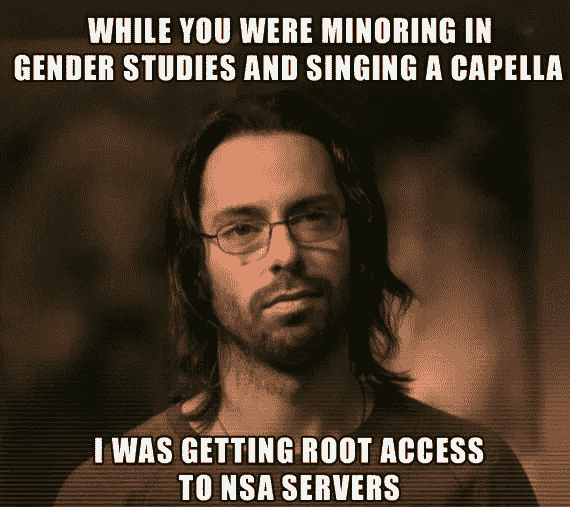 WHILE YOU WERE MINORING IN
GENDER STUDIES AND SINGING A CAPELLA
I WAS GETTING ROOT ACCESS
TO NSA SERVERS